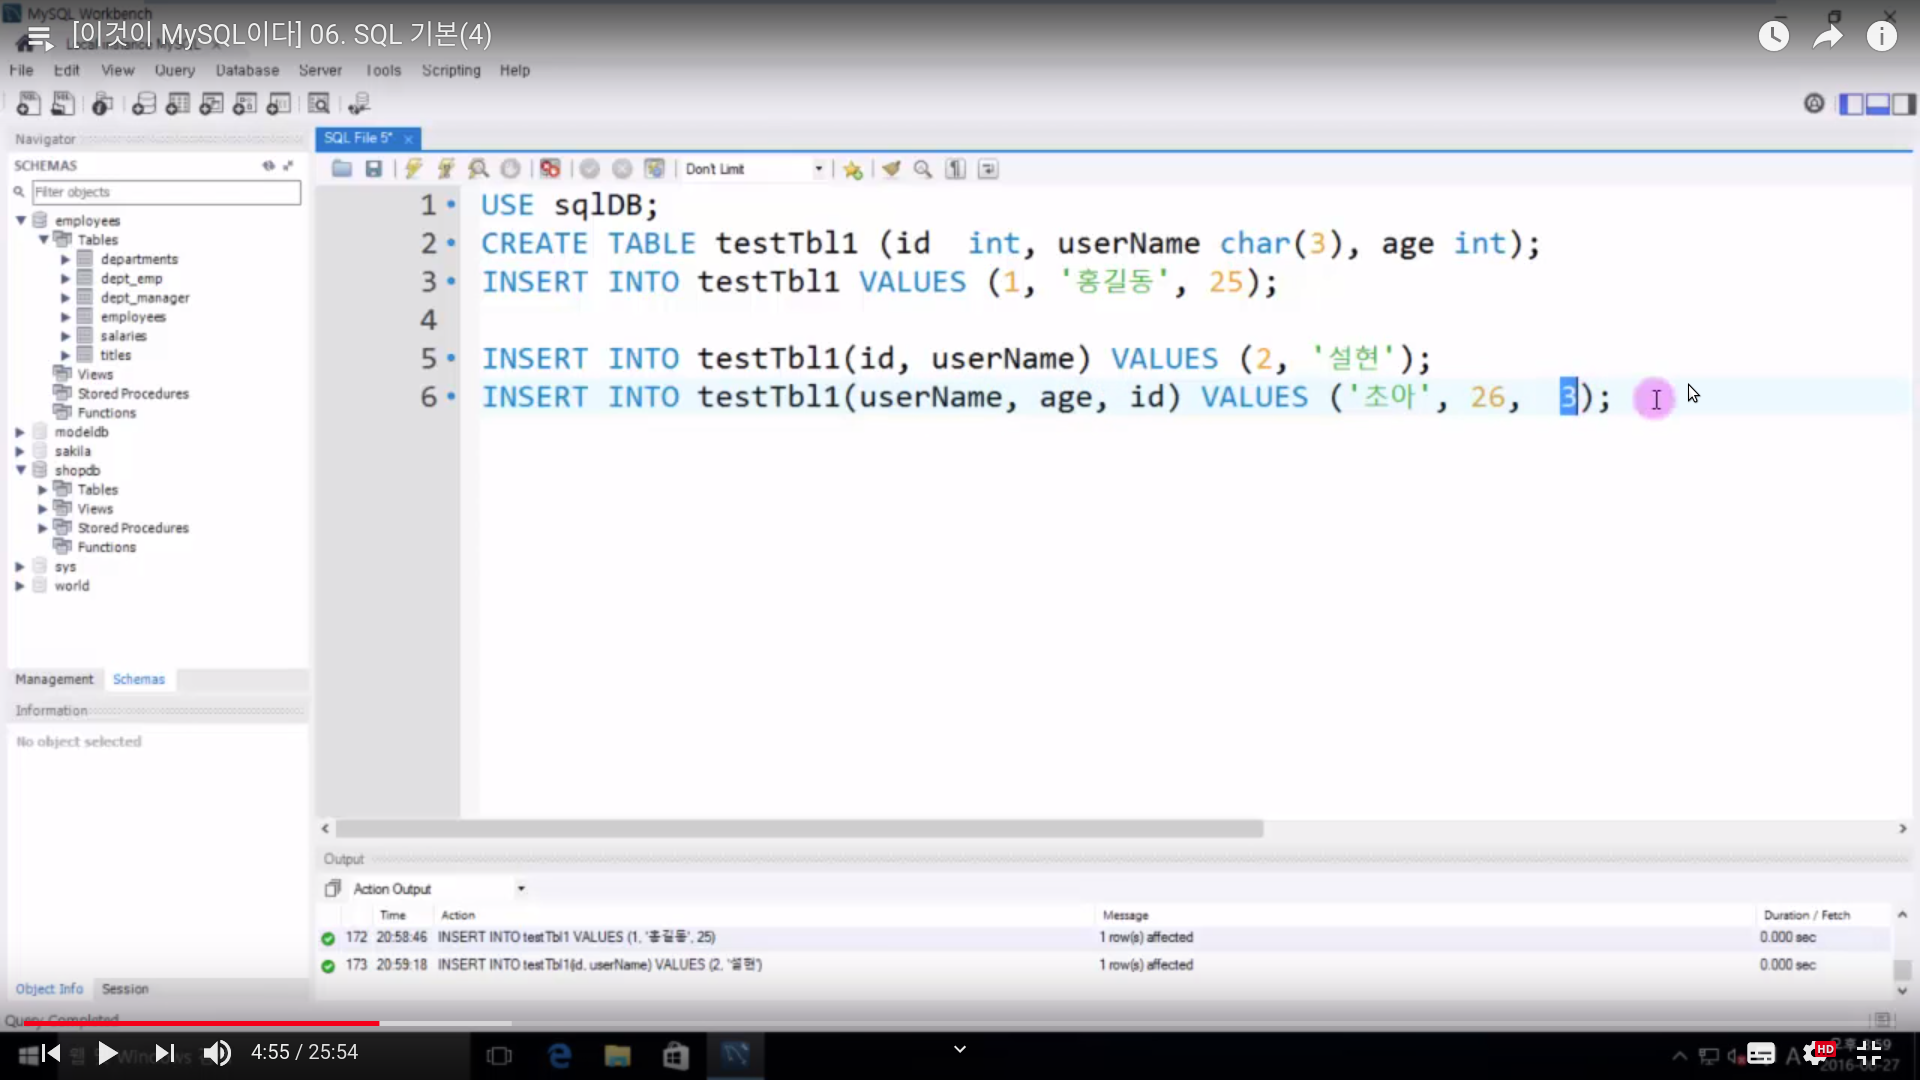 MySQL Workbench
[이것이 MySQL이다] 06. SQL 기본(4)
File Edit View Query Database Server Tools Scripting Help
Navigator
SCHEMAS
Filter objects
employees
Tables
departments
dept_emp
dept_manager
employees
salaries
titles
Views
Stored Procedures
Functions
modeldb
sakila
shopdb
Tables
Views
Stored Procedures
Functions
sys
world
Management Schemas
Information
No object selected
Object Info Session
SQL File 5*
Don't Limit
1 USE sqlDB;
2 CREATE TABLE testTbl1 (id  int, userName char(3), age int);
3 INSERT INTO testTbl1 VALUES (1, '홍길동', 25);
4
5 INSERT INTO testTbl1(id, userName) VALUES (2, '설현');
6 INSERT INTO testTbl1(userName, age, id) VALUES ('초아', 26,  3);
Output
Action Output
Time Action Message Duration / Fetch
172 20:58:46 INSERT INTO testTbl1 VALUES (1, '홍길동', 25) 1 row(s) affected 0.000 sec
173 20:59:18 INSERT INTO testTbl1(id, userName) VALUES (2, '설현') 1 row(s) affected 0.000 sec
Query Completed
4:55 / 25:54
HD